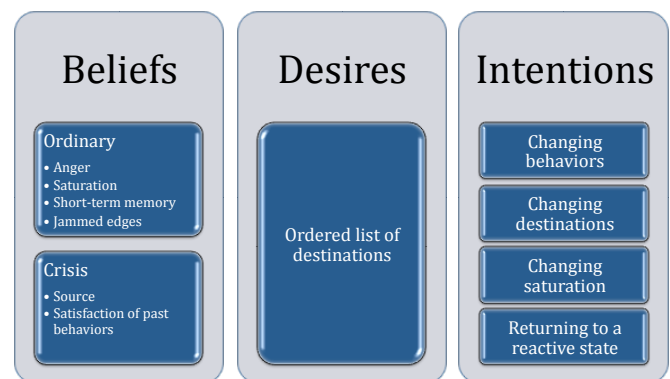 Beliefs
Ordinary
• Anger
• Saturation
• Short-term memory
• Jammed edges
Crisis
• Source
• Satisfaction of past
behaviors
Desires
Ordered list of
destinations
Intentions
Changing
behaviors
Changing
destinations
Changing
saturation
Returning to a
reactive state